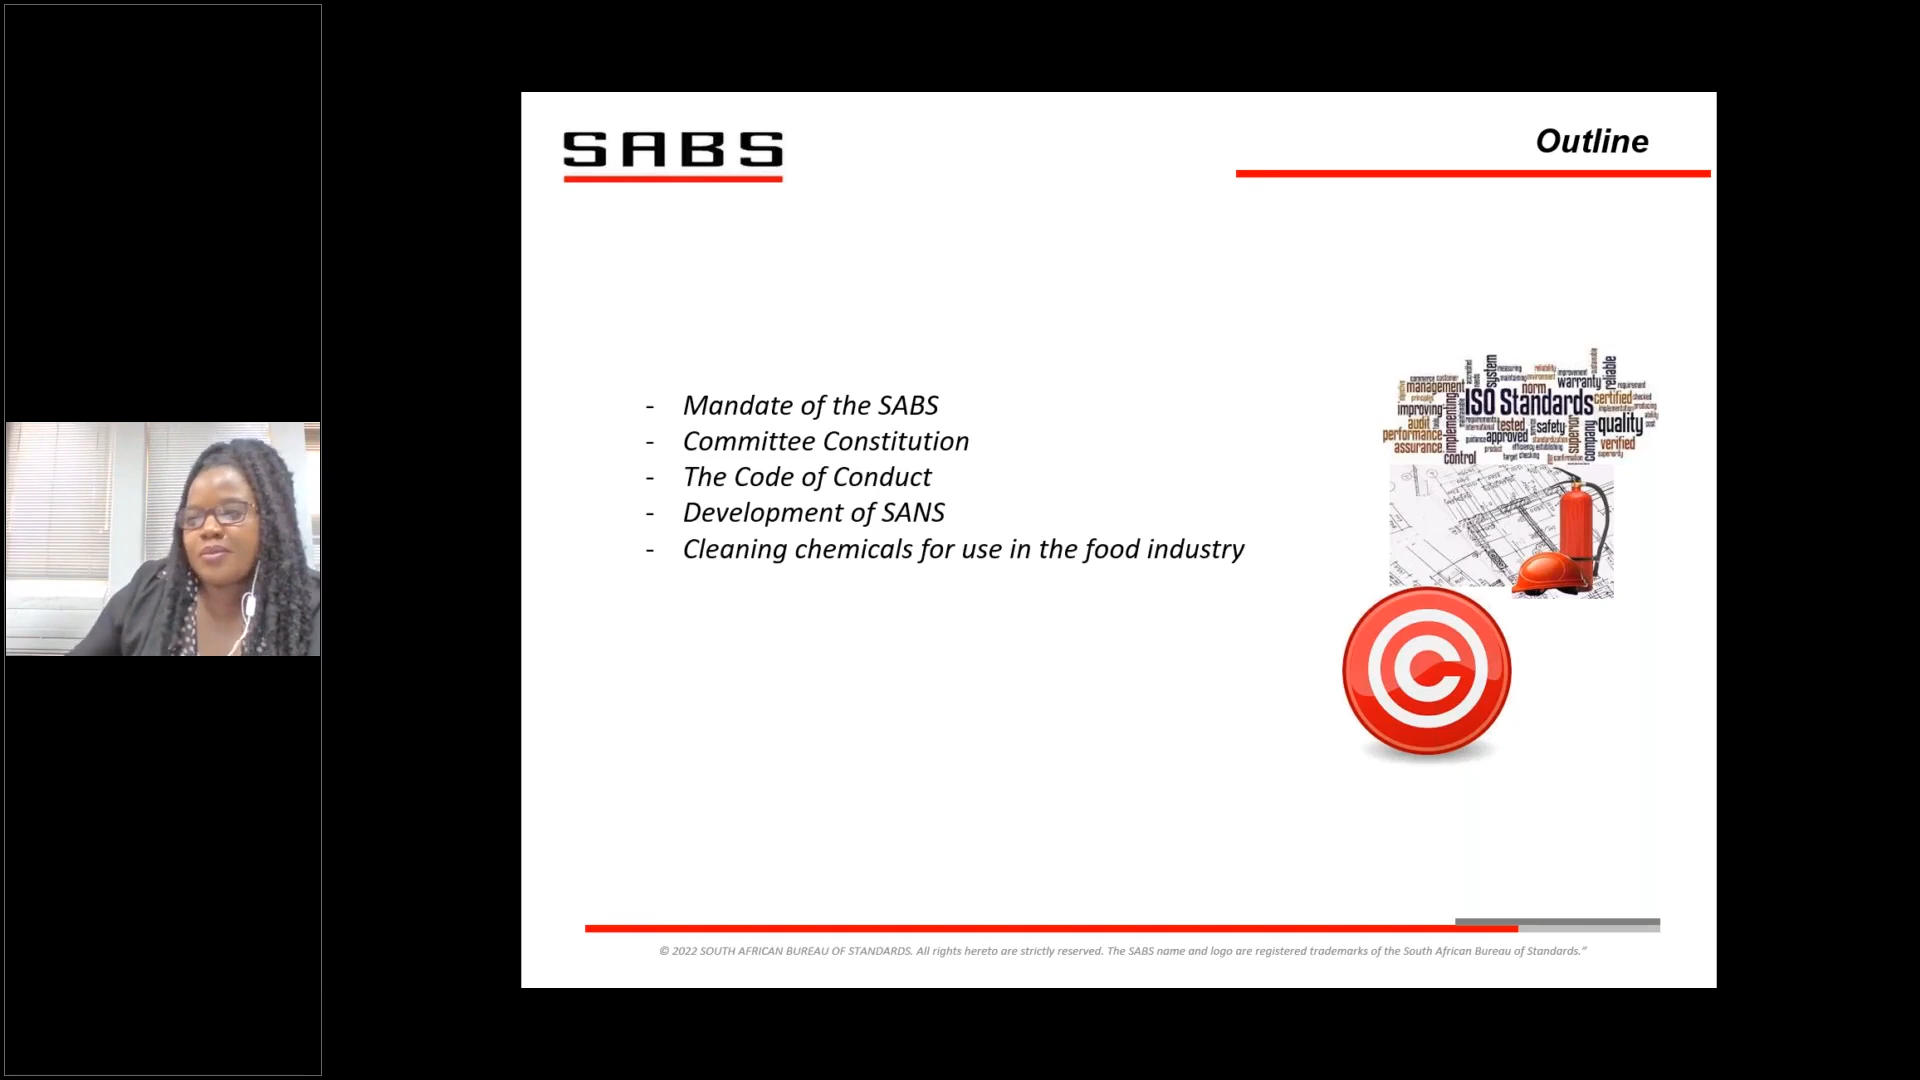 SABS
Outline
- Mandate of the SABS
- Committee Constitution
- The Code of Conduct
- Development of SANS
- Cleaning chemicals for use in the food industry
system
reliable
management
warranty
norm
ISO Standards
certified
improving
implementing
audit
tested
safety
superior
company
quality
performance
approved
verified
assurance
control
© 2022 SOUTH AFRICAN BUREAU OF STANDARDS. All rights hereto are strictly reserved. The SABS name and logo are registered trademarks of the South African Bureau of Standards.”